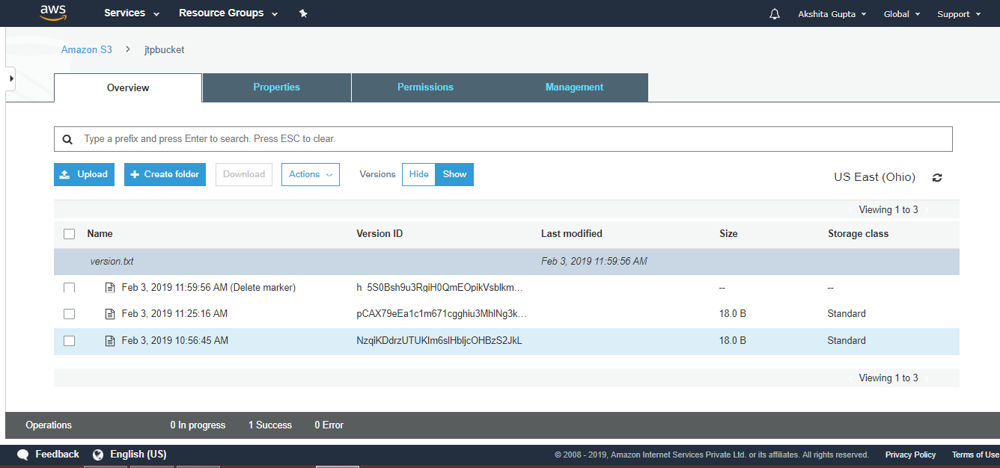 aws Services Resource Groups Akshita Gupta Global Support
Amazon S3 > jtpbucket
Overview Properties Permissions Management
Type a prefix and press Enter to search. Press ESC to clear.
Upload Create folder Download Actions Versions Hide Show US East (Ohio)
Viewing 1 to 3
Name Version ID Last modified Size Storage class
version.txt Feb 3, 2019 11:59:56 AM
Feb 3, 2019 11:59:56 AM (Delete marker) h_5S0Bsh9u3RgiH0QmEOpikVsblkm... -- --
Feb 3, 2019 11:25:16 AM pCAX79eEa1c1m671cgghiu3MhlNg3k... 18.0 B Standard
Feb 3, 2019 10:56:45 AM NzqiKDdrzUTUKlm6slHbljcOHBzS2JkL 18.0 B Standard
Viewing 1 to 3
Operations 0 In progress 1 Success 0 Error
Feedback English (US) © 2008 - 2019, Amazon Internet Services Private Ltd. or its affiliates. All rights reserved. Privacy Policy Terms of Use